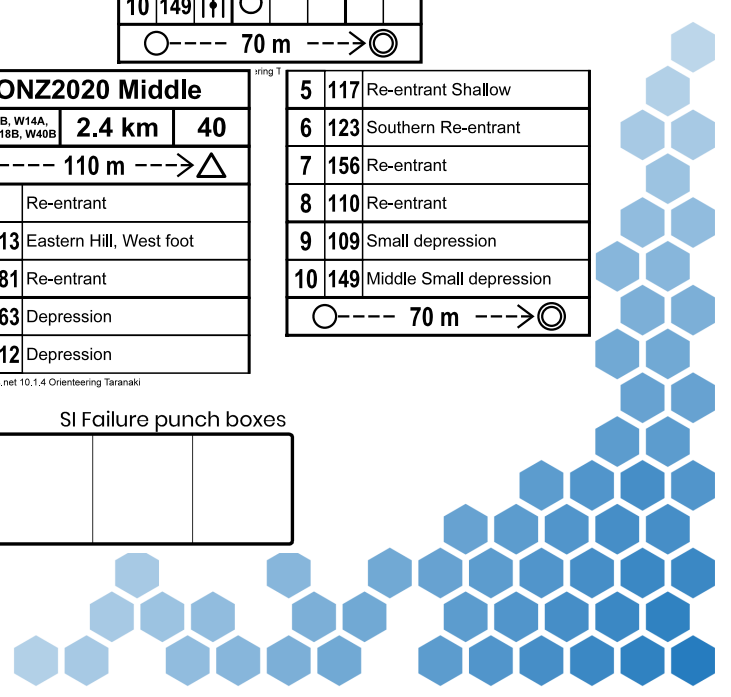 10 149
70 m
ering T
ONZ2020 Middle
B, W14A,
18B, W40B 2.4 km 40
110 m
Re-entrant
13 Eastern Hill, West foot
81 Re-entrant
63 Depression
12 Depression
.net 10.1.4 Orienteering Taranaki
5 117 Re-entrant Shallow
6 123 Southern Re-entrant
7 156 Re-entrant
8 110 Re-entrant
9 109 Small depression
10 149 Middle Small depression
70 m
SI Failure punch boxes